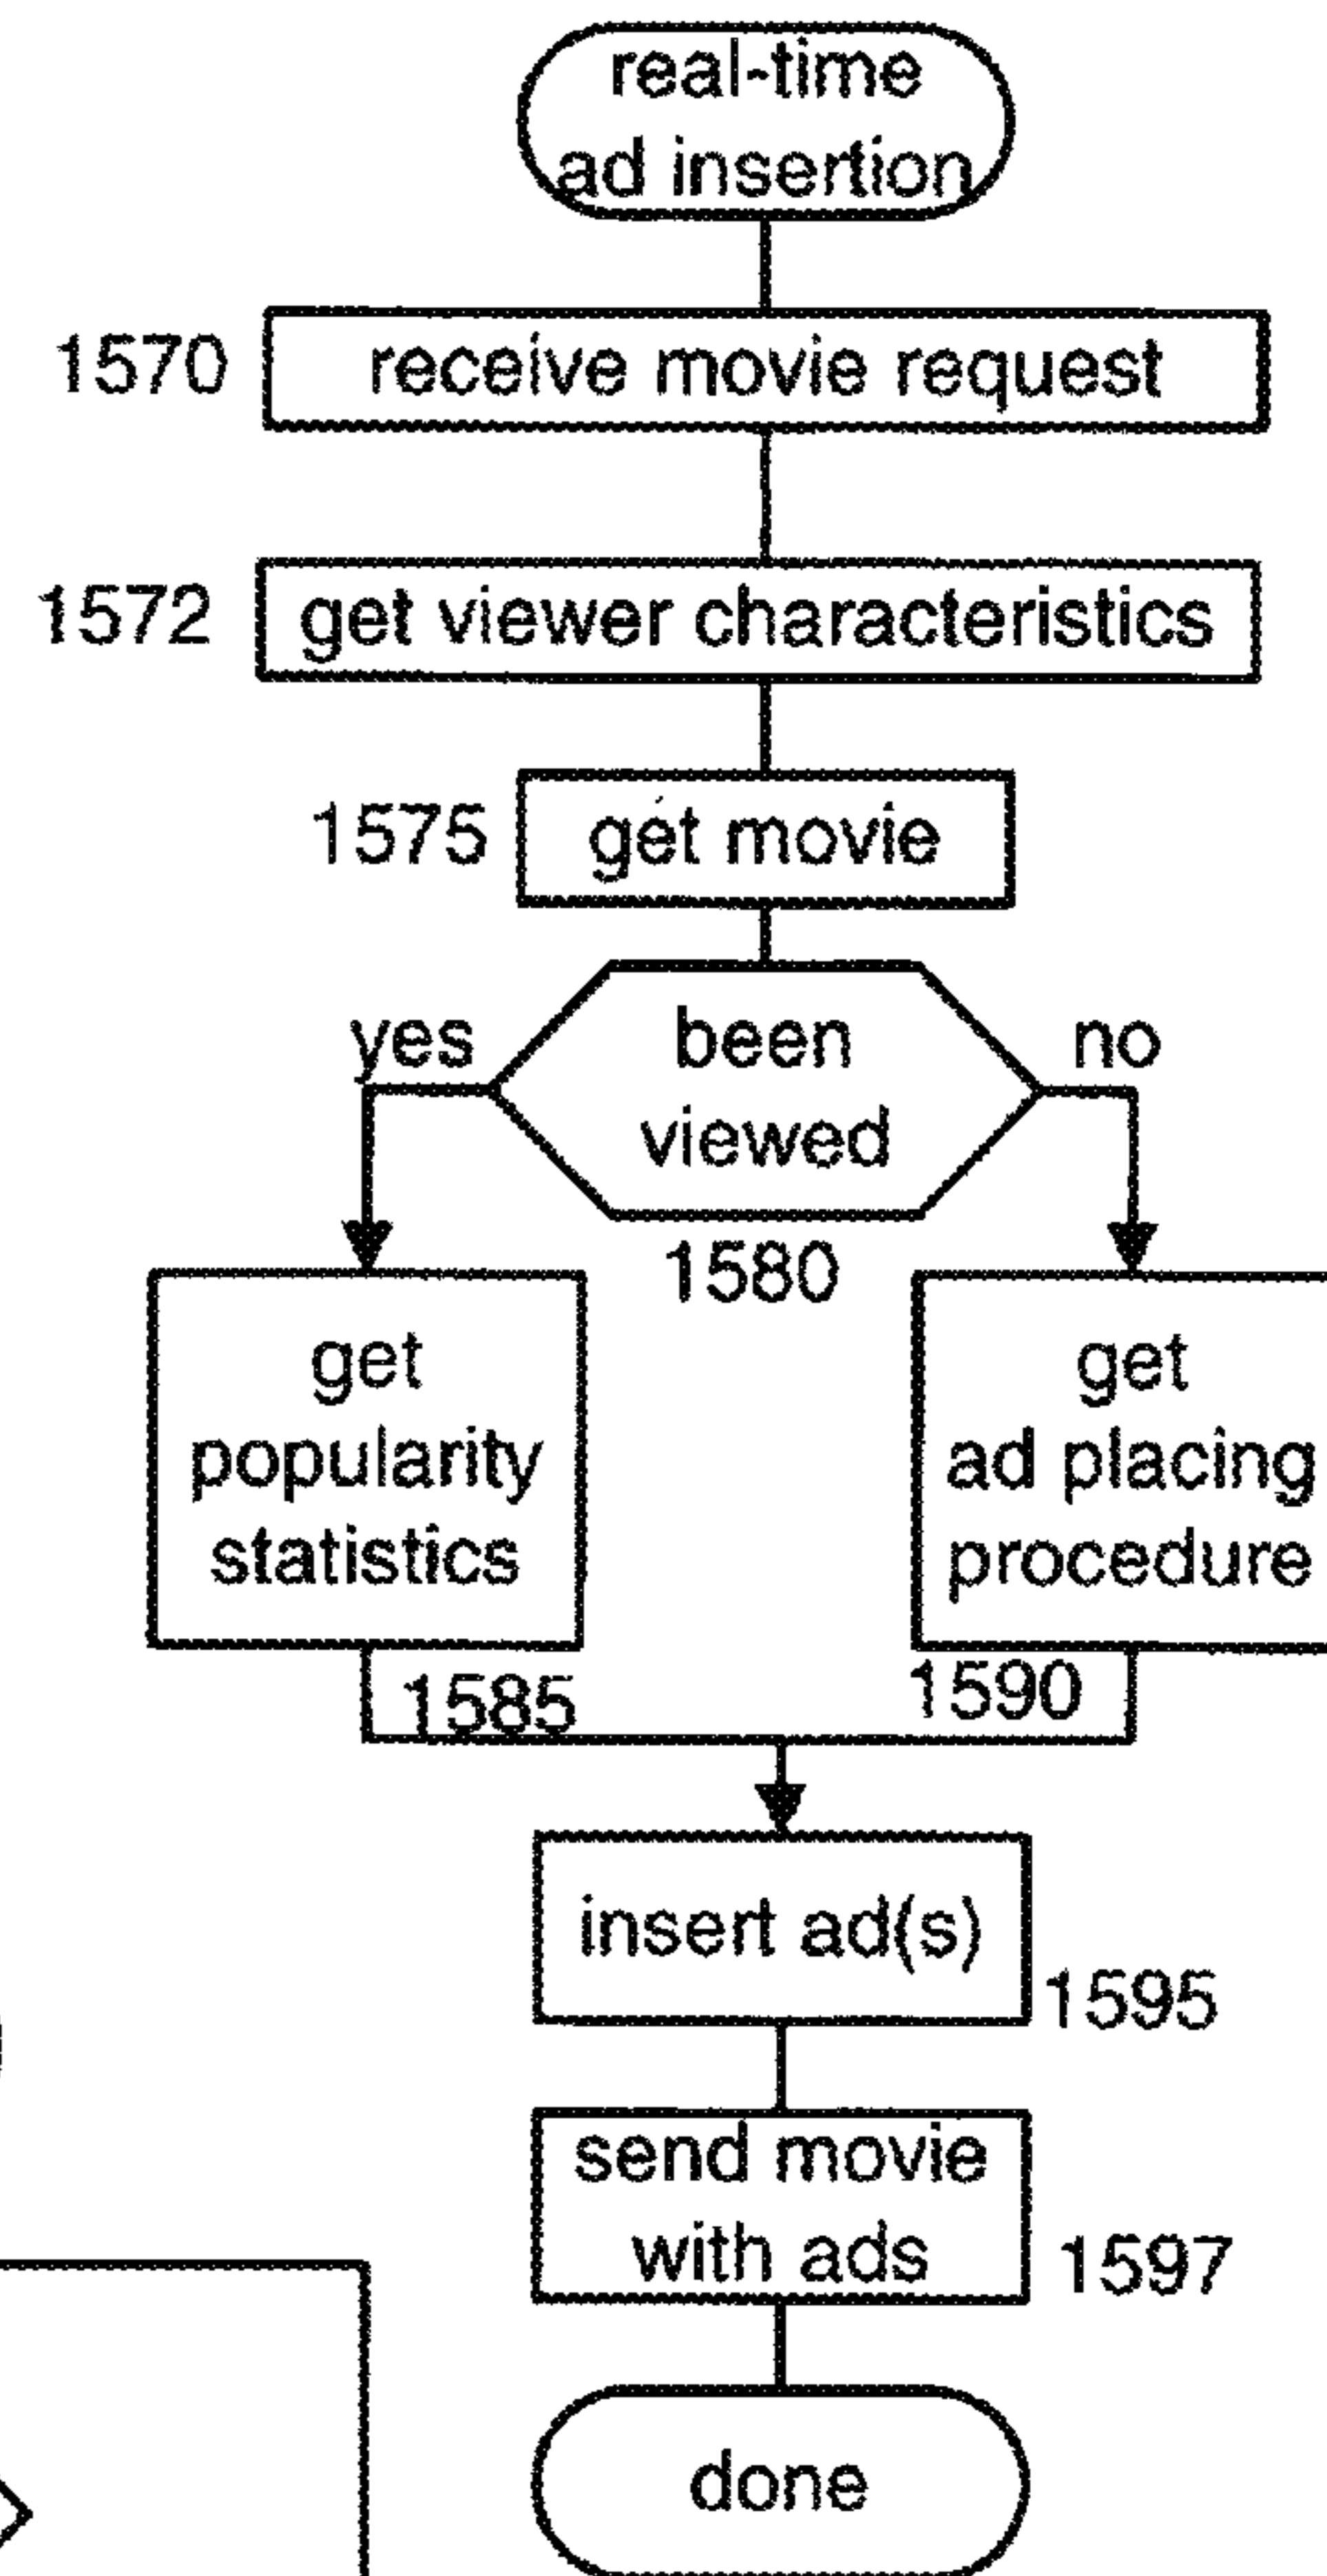 real-time
ad insertion
1570 receive movie request
1572 get viewer characteristics
1575 get movie
yes been no
viewed
1580
get
popularity
statistics
get
ad placing
procedure
1585 1590
insert ad(s)
1595
send movie
with ads
1597
done